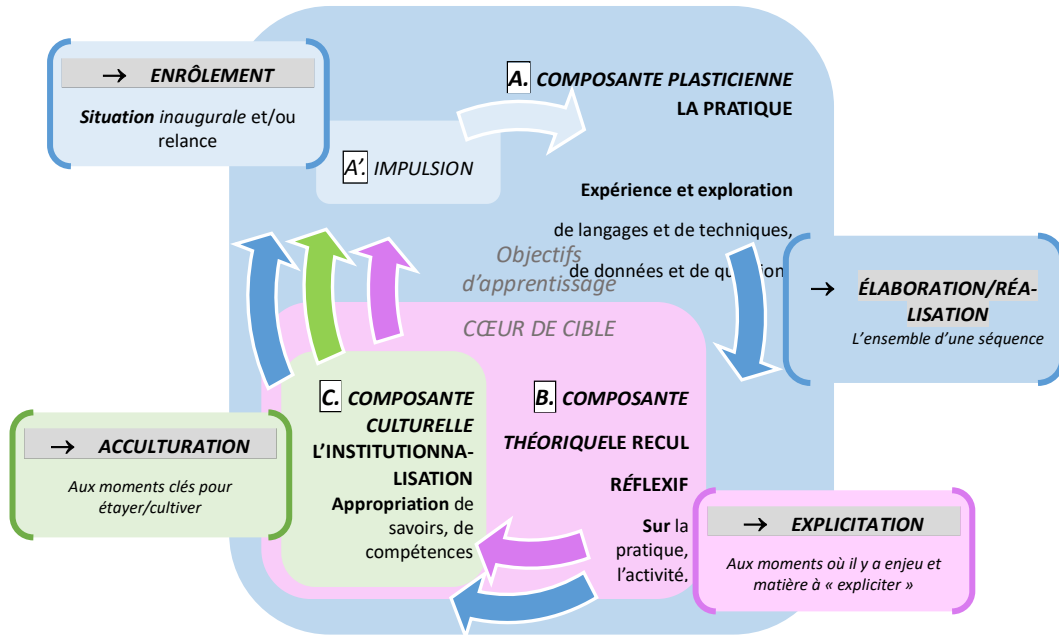 → ENRÔLEMENT
Situation inaugurale et/ou
relance
A. COMPOSANTE PLASTICIENNE
LA PRATIQUE
A’. IMPULSION
Expérience et exploration
de langages et de techniques,
de données et de
Objectifs
d’apprentissage
→ ÉLABORATION/RÉA-
LISATION
L’ensemble d’une séquence
CŒUR DE CIBLE
C. COMPOSANTE
CULTURELLE
L’INSTITUTIONNA-
LISATION
Appropriation de
savoirs, de
compétences
B. COMPOSANTE
THÉORIQUELE RECUL
RÉFLEXIF
Sur la
pratique,
l’activité,
→ ACCULTURATION
Aux moments clés pour
étayer/cultiver
→ EXPLICITATION
Aux moments où il y a enjeu et
matière à « expliciter »